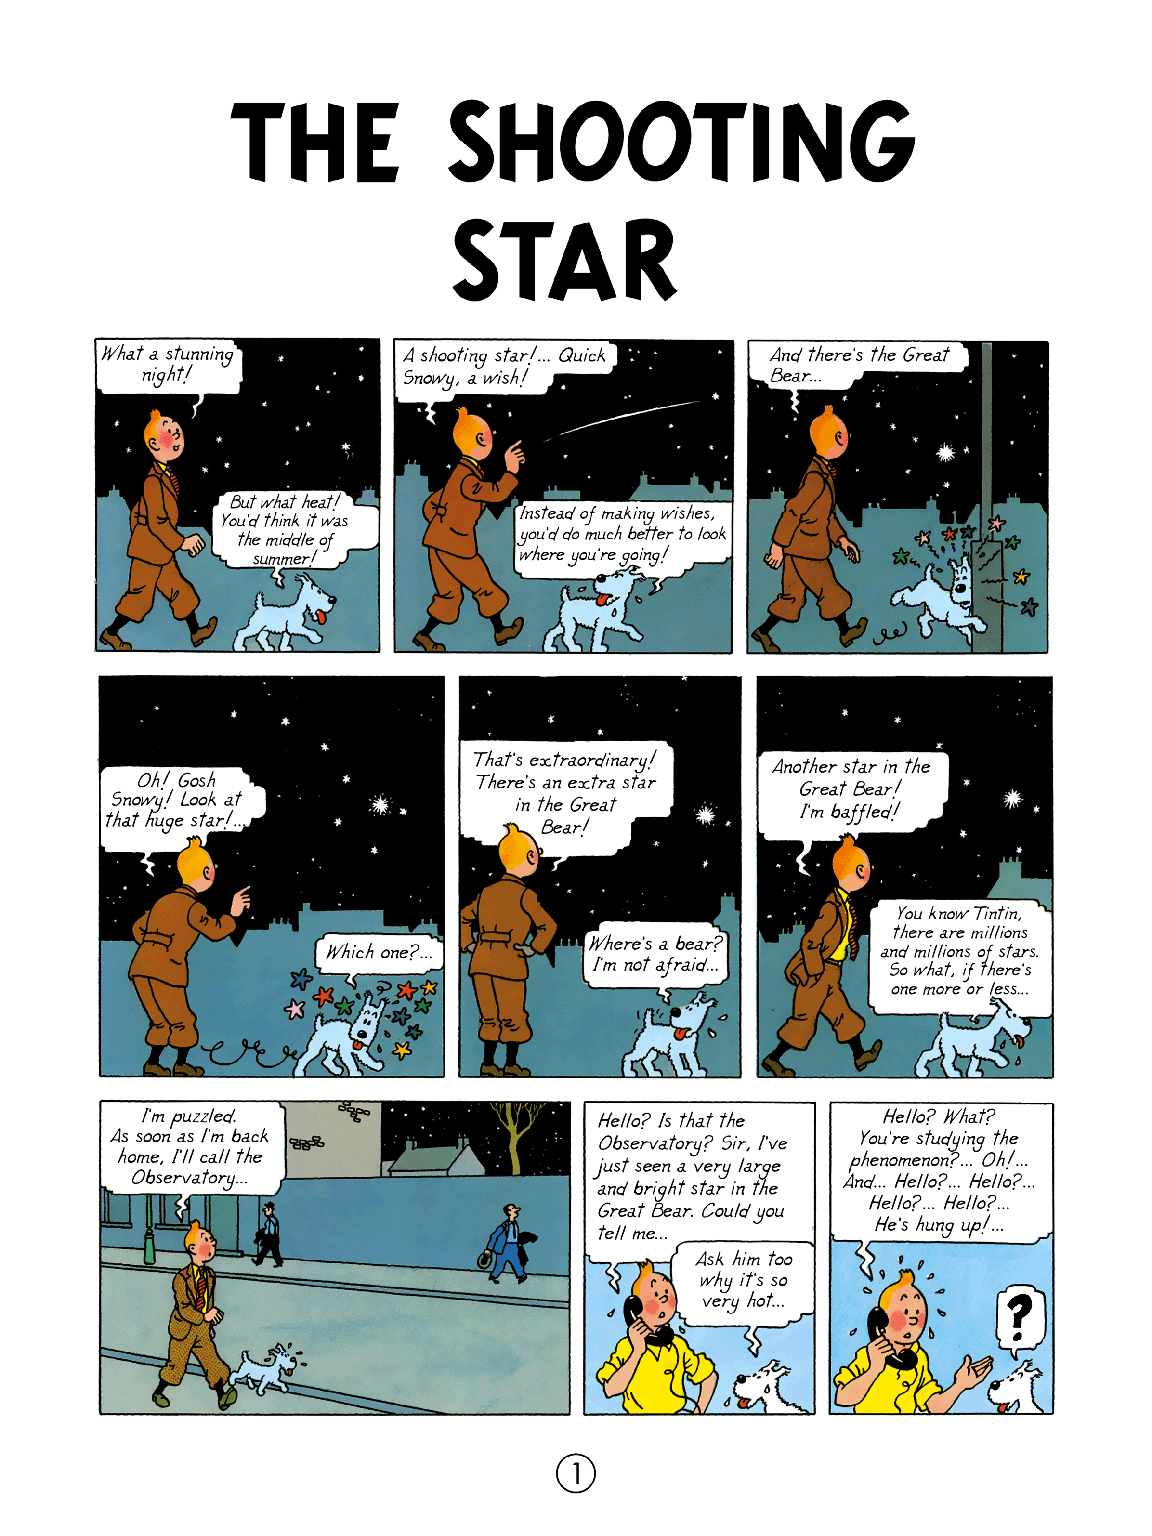 THE SHOOTING
STAR
What a stunning
night!
But what heat!
You'd think it was
the middle of
summer!
A shooting star!... Quick
Snowy, a wish!
Instead of making wishes,
you'd do much better to look
where you're going!
And there's the Great
Bear...
Oh! Gosh
Snowy! Look at
that huge star!...
Which one?...
That's extraordinary!
There's an extra star
in the Great
Bear!
Where's a bear?
I'm not afraid...
Another star in the
Great Bear!
I'm baffled!
You know Tintin,
there are millions
and millions of stars.
So what, if there's
one more or less...
I'm puzzled.
As soon as I'm back
home, I'll call the
Observatory...
Hello? Is that the
Observatory? Sir, I've
just seen a very large
and bright star in the
Great Bear. Could you
tell me...
Ask him too
why it's so
very hot...
Hello? What?
You're studying the
phenomenon?... Oh!...
And... Hello?... Hello?...
Hello?... Hello?...
He's hung up!...
?
1